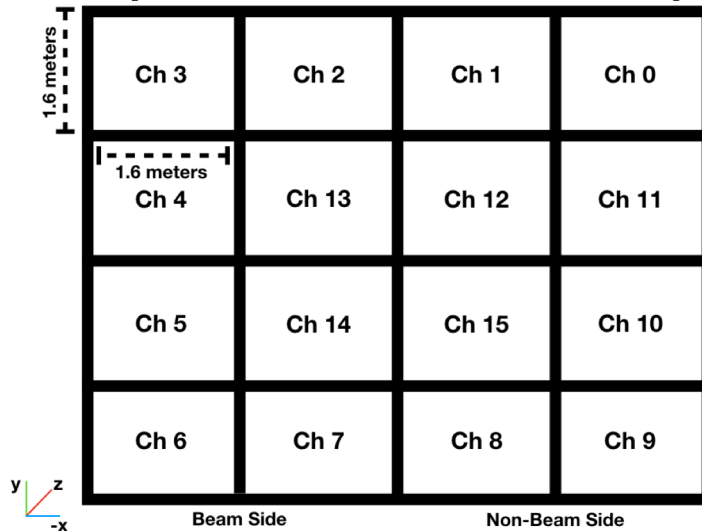 1.6 meters
Ch 3
Ch 2
Ch 1
Ch 0
1.6 meters
Ch 4
Ch 13
Ch 12
Ch 11
Ch 5
Ch 14
Ch 15
Ch 10
Ch 6
Ch 7
Ch 8
Ch 9
y
z
-x
Beam Side
Non-Beam Side